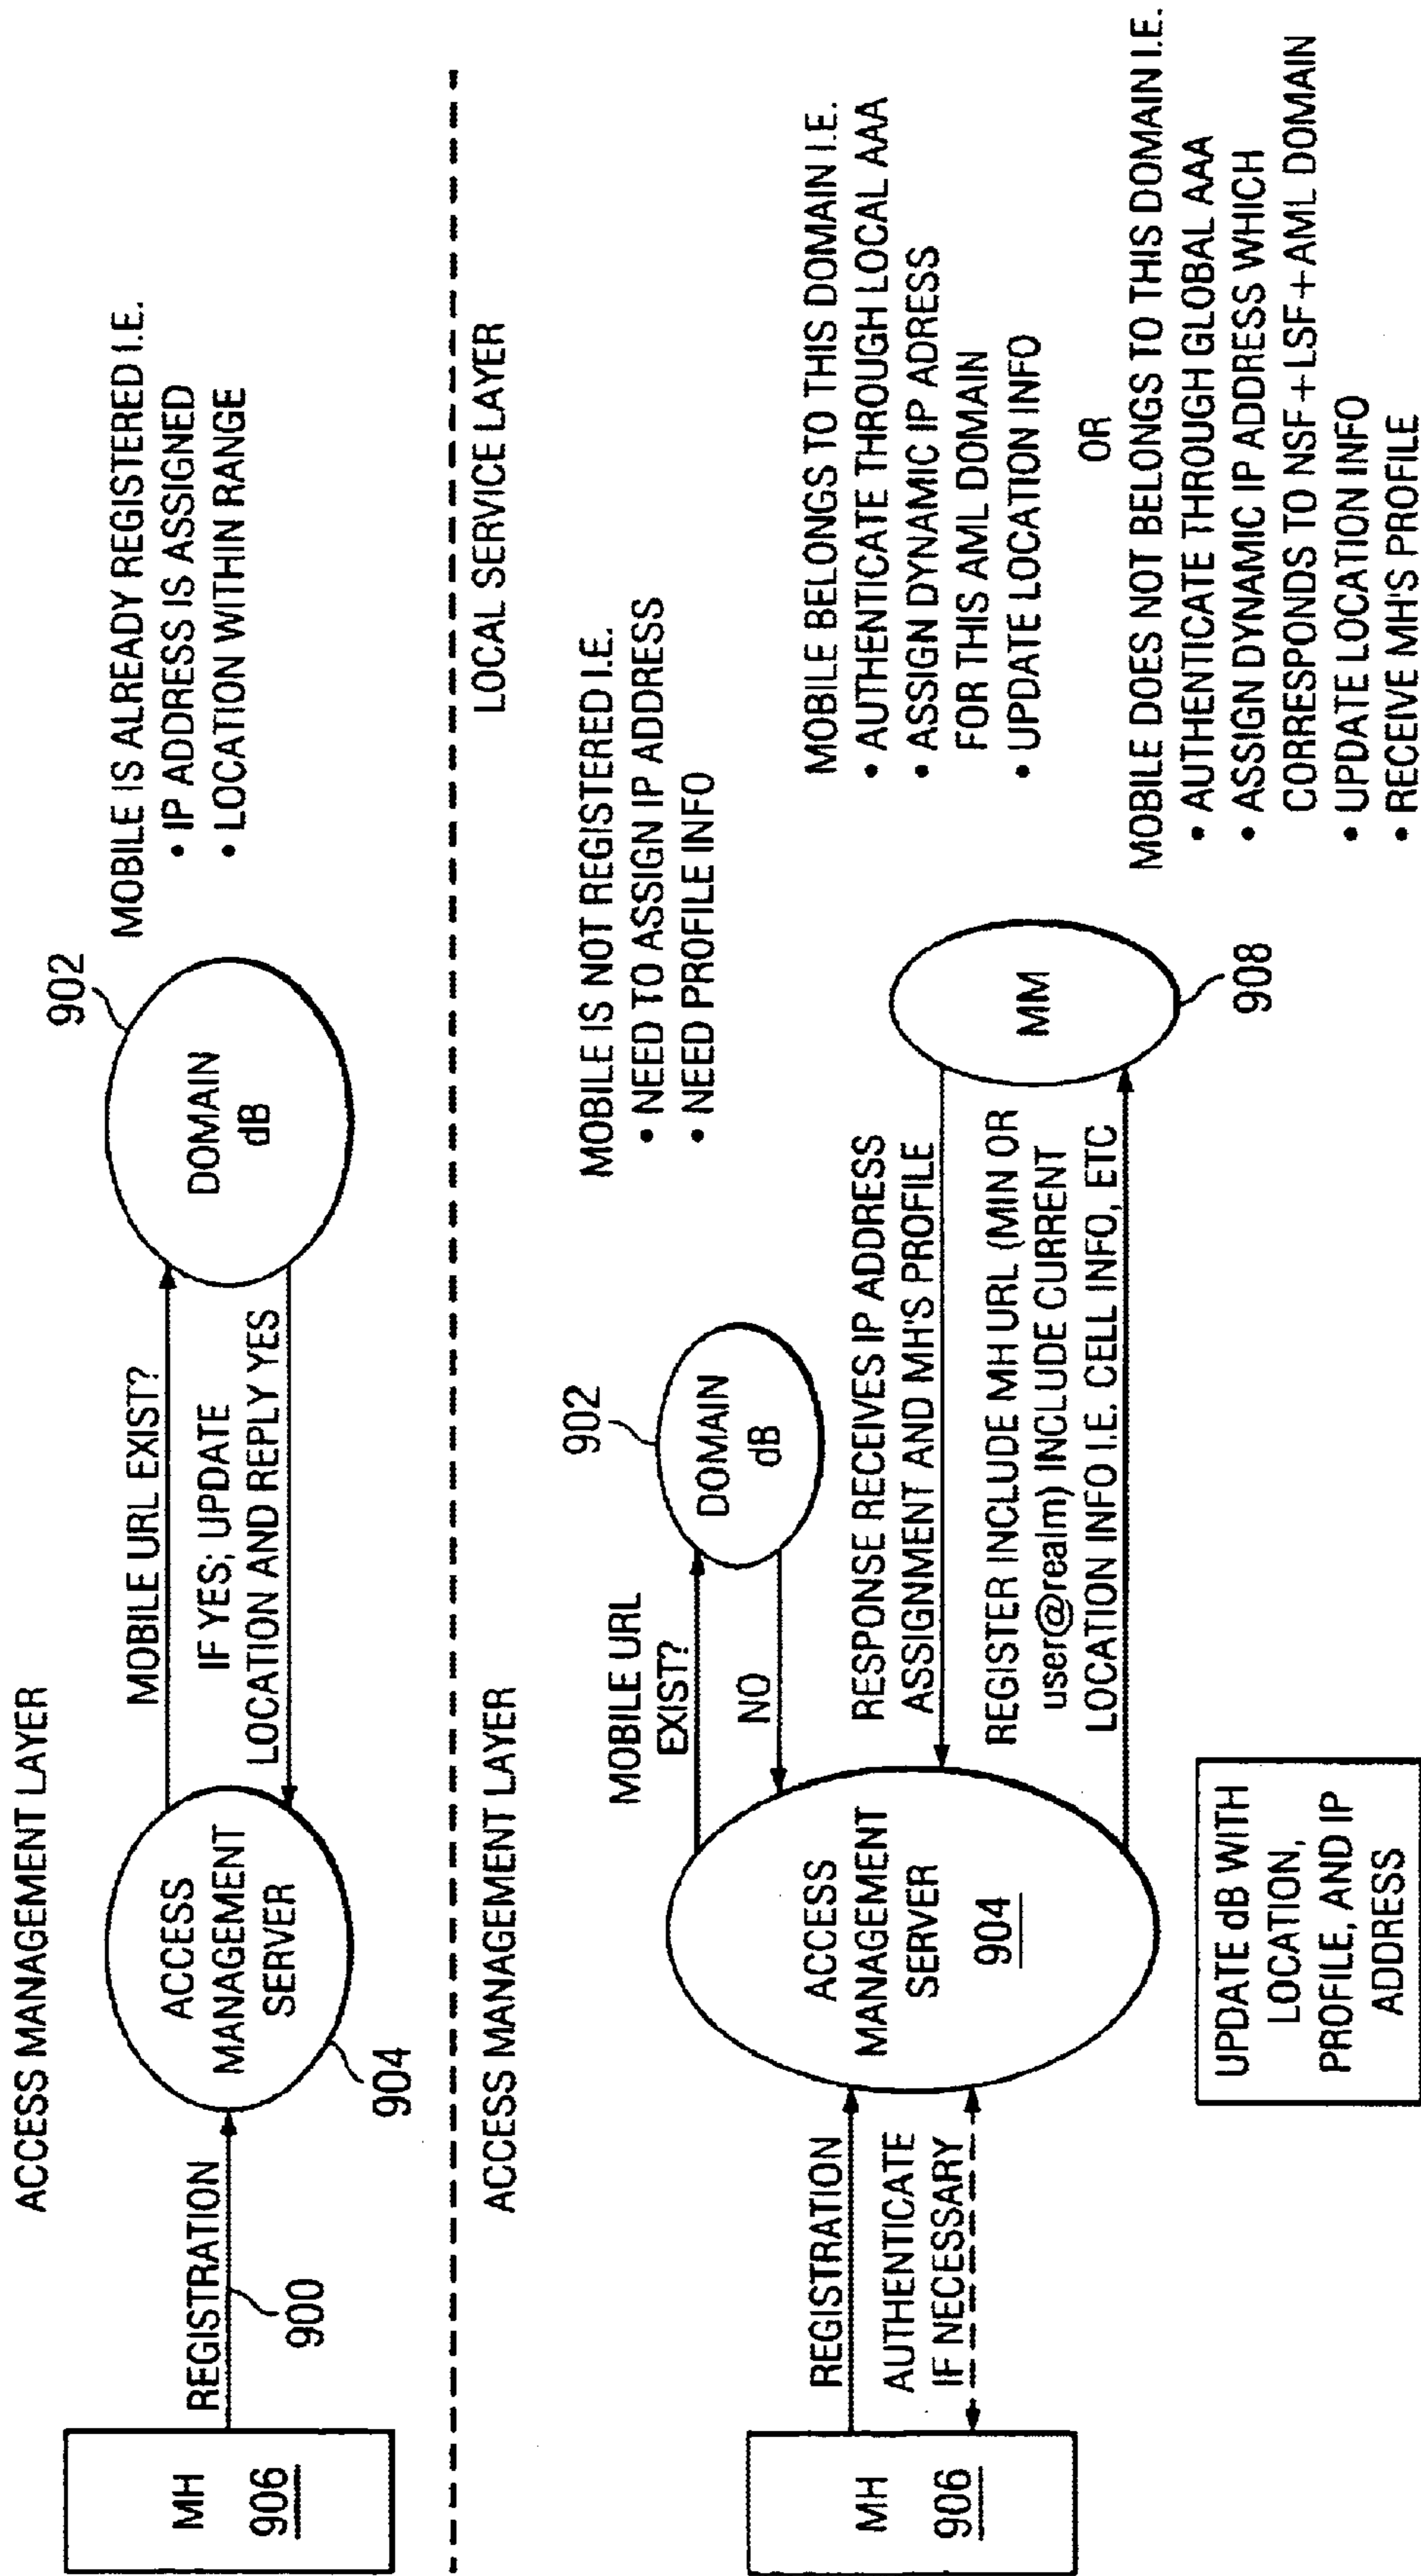 ACCESS MANAGEMENT LAYER
MH
906
REGISTRATION
900
ACCESS
MANAGEMENT
SERVER
904
MOBILE URL EXIST?
IF YES; UPDATE
LOCATION AND REPLY YES
DOMAIN
dB
902
MOBILE IS ALREADY REGISTERED I.E.
• IP ADDRESS IS ASSIGNED
• LOCATION WITHIN RANGE
ACCESS MANAGEMENT LAYER
LOCAL SERVICE LAYER
MH
906
REGISTRATION
AUTHENTICATE
IF NECESSARY
ACCESS
MANAGEMENT
SERVER
904
UPDATE dB WITH
LOCATION,
PROFILE, AND IP
ADDRESS
MOBILE URL
EXIST?
NO
DOMAIN
dB
902
MOBILE IS NOT REGISTERED I.E.
• NEED TO ASSIGN IP ADDRESS
• NEED PROFILE INFO
RESPONSE RECEIVES IP ADDRESS
ASSIGNMENT AND MH'S PROFILE
REGISTER INCLUDE MH URL (MIN OR
user@realm) INCLUDE CURRENT
LOCATION INFO I.E. CELL INFO, ETC
MM
908
MOBILE BELONGS TO THIS DOMAIN I.E.
• AUTHENTICATE THROUGH LOCAL AAA
• ASSIGN DYNAMIC IP ADRESS
FOR THIS AML DOMAIN
• UPDATE LOCATION INFO
OR
MOBILE DOES NOT BELONGS TO THIS DOMAIN I.E.
• AUTHENTICATE THROUGH GLOBAL AAA
• ASSIGN DYNAMIC IP ADDRESS WHICH
CORRESPONDS TO NSF+LSF+AML DOMAIN
• UPDATE LOCATION INFO
• RECEIVE MH'S PROFILE